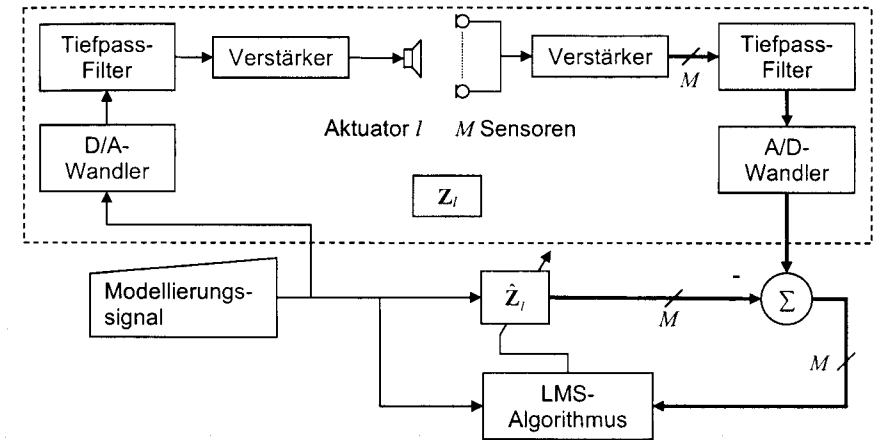 Tiefpass-
Filter
Verstärker
Verstärker
M
Tiefpass-
Filter
D/A-
Wandler
Aktuator l
M Sensoren
A/D-
Wandler
Z_l
Modellierungs-
signal
Ẑ_l
M
-
Σ
M
LMS-
Algorithmus